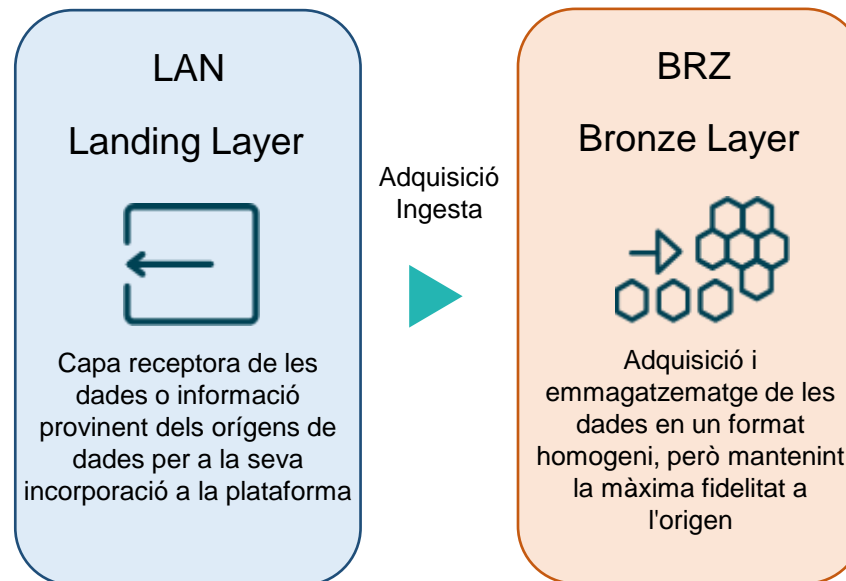 LAN
Landing Layer
Capa receptora de les
dades o informació
provinent dels orígens de
dades per a la seva
incorporació a la plataforma
Adquisició
Ingesta
BRZ
Bronze Layer
Adquisició i
emmagatzematge de les
dades en un format
homogeni, però mantenint
la màxima fidelitat a
l'origen